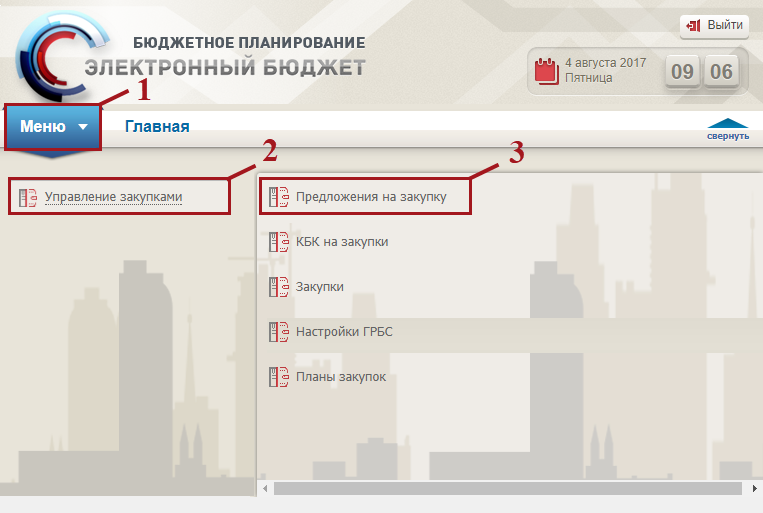 БЮДЖЕТНОЕ ПЛАНИРОВАНИЕ
ЭЛЕКТРОННЫЙ БЮДЖЕТ
Выйти
4 августа 2017
Пятница
09 06
1
Меню
Главная
свернуть
2
3
Управление закупками
Предложения на закупку
КБК на закупки
Закупки
Настройки ГРБС
Планы закупок